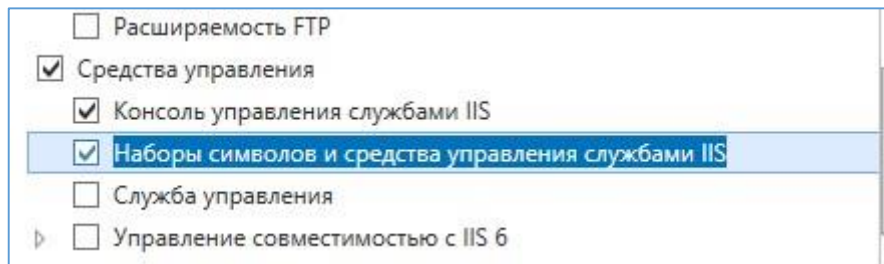 Расширяемость FTP
Средства управления
Консоль управления службами IIS
Наборы символов и средства управления службами IIS
Служба управления
Управление совместимостью с IIS 6